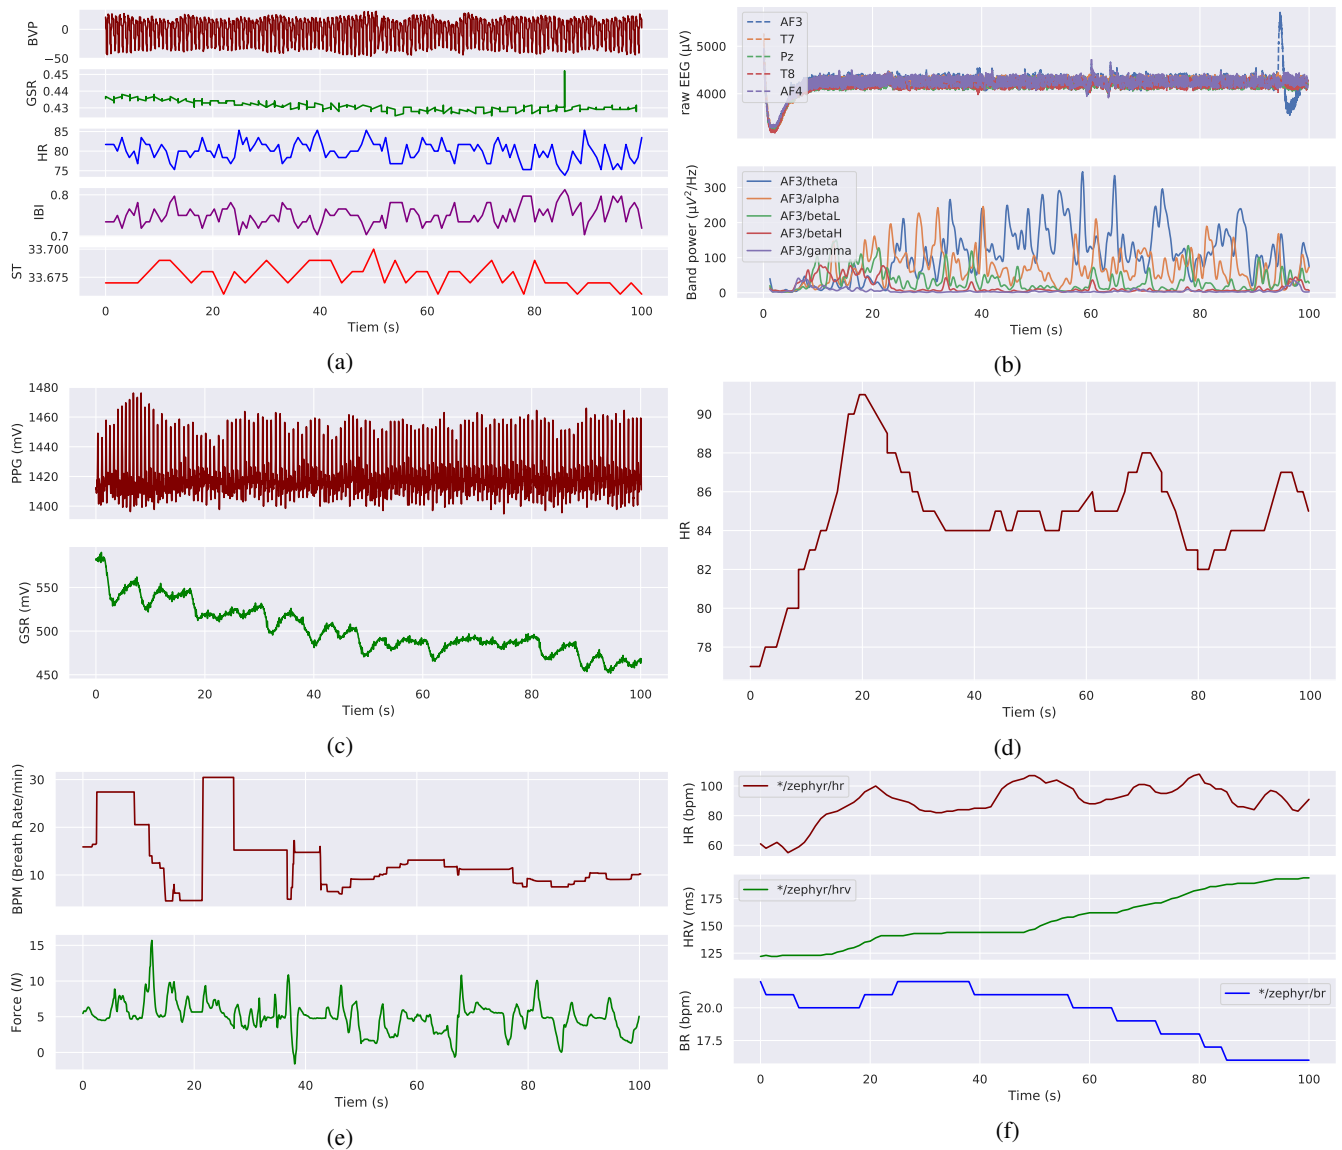 BVP
0
−50
GSR
0.45
0.44
0.43
HR
85
80
75
IBI
0.8
0.7
ST
33.700
33.675
0 20 40 60 80 100
Tiem (s)
(a)
raw EEG (μV)
5000
4000
AF3
T7
Pz
T8
AF4
Band power (μV²/Hz)
300
200
100
0
AF3/theta
AF3/alpha
AF3/betaL
AF3/betaH
AF3/gamma
0 20 40 60 80 100
Tiem (s)
(b)
PPG (mV)
1480
1460
1440
1420
1400
GSR (mV)
550
500
450
0 20 40 60 80 100
Tiem (s)
(c)
HR
90
88
86
84
82
80
78
0 20 40 60 80 100
Tiem (s)
(d)
BPM (Breath Rate/min)
30
20
10
Force (N)
15
10
5
0
0 20 40 60 80 100
Tiem (s)
(e)
HR (bpm)
100
80
60
*/zephyr/hr
HRV (ms)
175
150
125
*/zephyr/hrv
BR (bpm)
20.0
17.5
*/zephyr/br
0 20 40 60 80 100
Time (s)
(f)